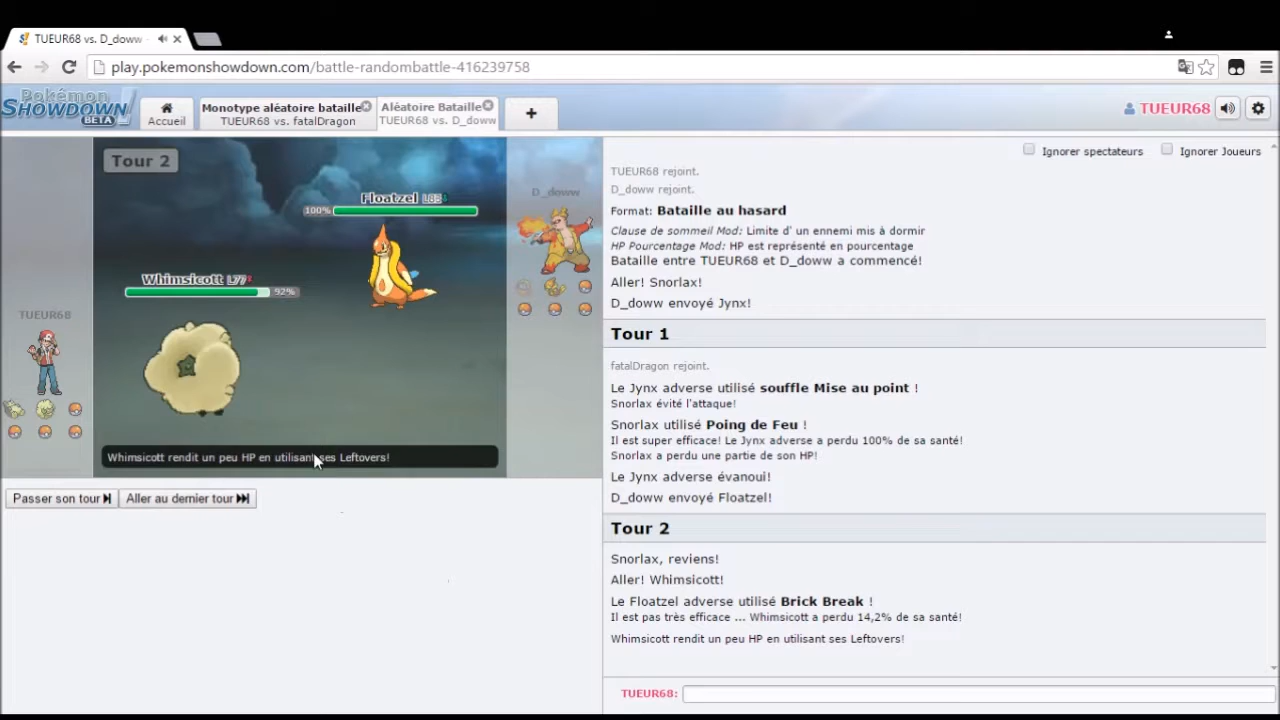 TUEUR68 vs. D_doww
play.pokemonshowdown.com/battle-randombattle-416239758
Pokémon
SHOWDOWN
BETA
Accueil
Monotype aléatoire bataille
TUEUR68 vs. fatalDragon
Aléatoire Bataille
TUEUR68 vs. D_doww
+
TUEUR68
Tour 2
Floatzel L83
100%
Whimsicott L77
92%
TUEUR68
D_doww
Whimsicott rendit un peu HP en utilisant ses Leftovers!
Passer son tour
Aller au dernier tour
Ignorer spectateurs
Ignorer Joueurs
TUEUR68 rejoint.
D_doww rejoint.
Format: Bataille au hasard
Clause de sommeil Mod: Limite d' un ennemi mis à dormir
HP Pourcentage Mod: HP est représenté en pourcentage
Bataille entre TUEUR68 et D_doww a commencé!
Aller! Snorlax!
D_doww envoyé Jynx!
Tour 1
fatalDragon rejoint.
Le Jynx adverse utilisé souffle Mise au point !
Snorlax évité l'attaque!
Snorlax utilisé Poing de Feu !
Il est super efficace! Le Jynx adverse a perdu 100% de sa santé!
Snorlax a perdu une partie de son HP!
Le Jynx adverse évanoui!
D_doww envoyé Floatzel!
Tour 2
Snorlax, reviens!
Aller! Whimsicott!
Le Floatzel adverse utilisé Brick Break !
Il est pas très efficace ... Whimsicott a perdu 14,2% de sa santé!
Whimsicott rendit un peu HP en utilisant ses Leftovers!
TUEUR68: